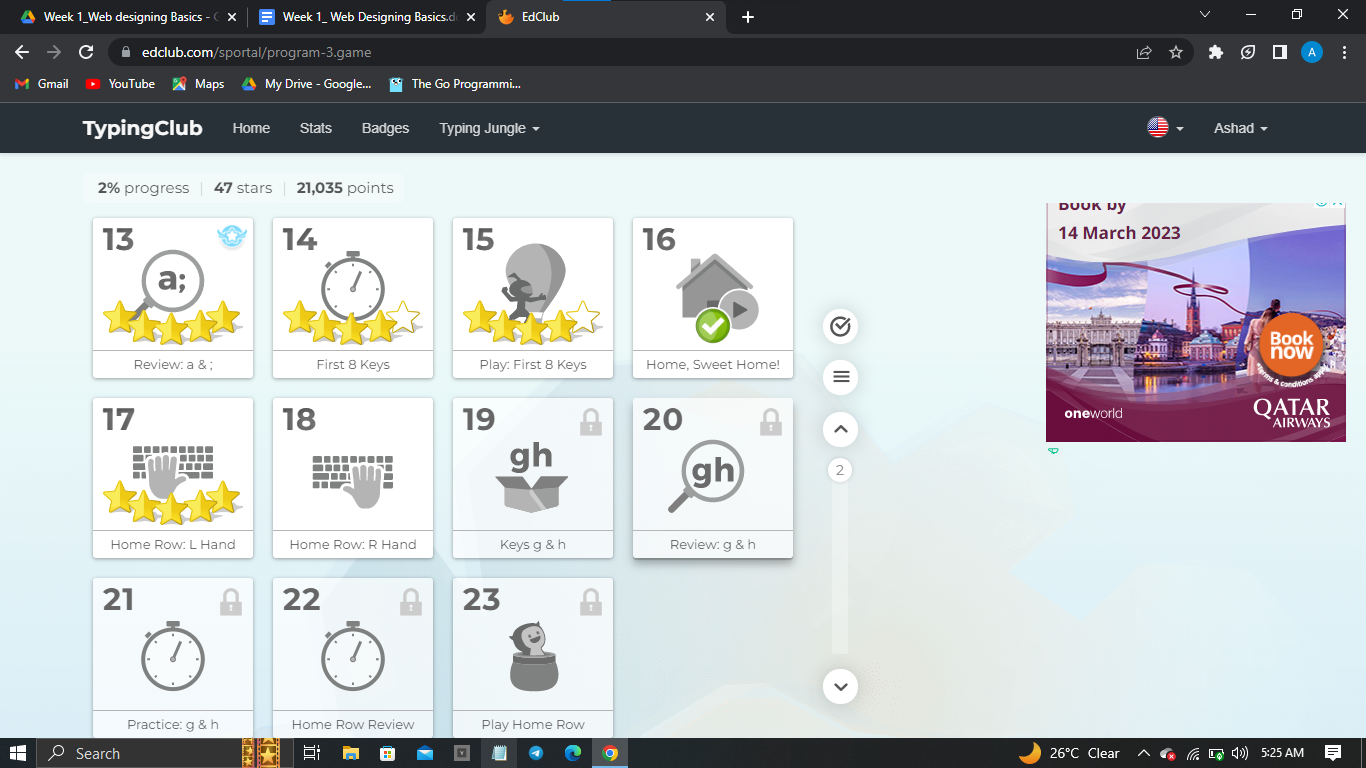 Week 1_Web designing Basics - G
Week 1_ Web Designing Basics.d
EdClub
edclub.com/sportal/program-3.game
A
Gmail
YouTube
Maps
My Drive - Google...
The Go Programmi...
TypingClub
Home
Stats
Badges
Typing Jungle
Ashad
2% progress
47 stars
21,035 points
13
a;
Review: a & ;
14
First 8 Keys
15
Play: First 8 Keys
16
Home, Sweet Home!
17
Home Row: L Hand
18
Home Row: R Hand
19
gh
Keys g & h
20
gh
Review: g & h
21
Practice: g & h
22
Home Row Review
23
Play Home Row
2
Book by
14 March 2023
Book
now
oneworld
QATAR
AIRWAYS
Search
26°C Clear
5:25 AM